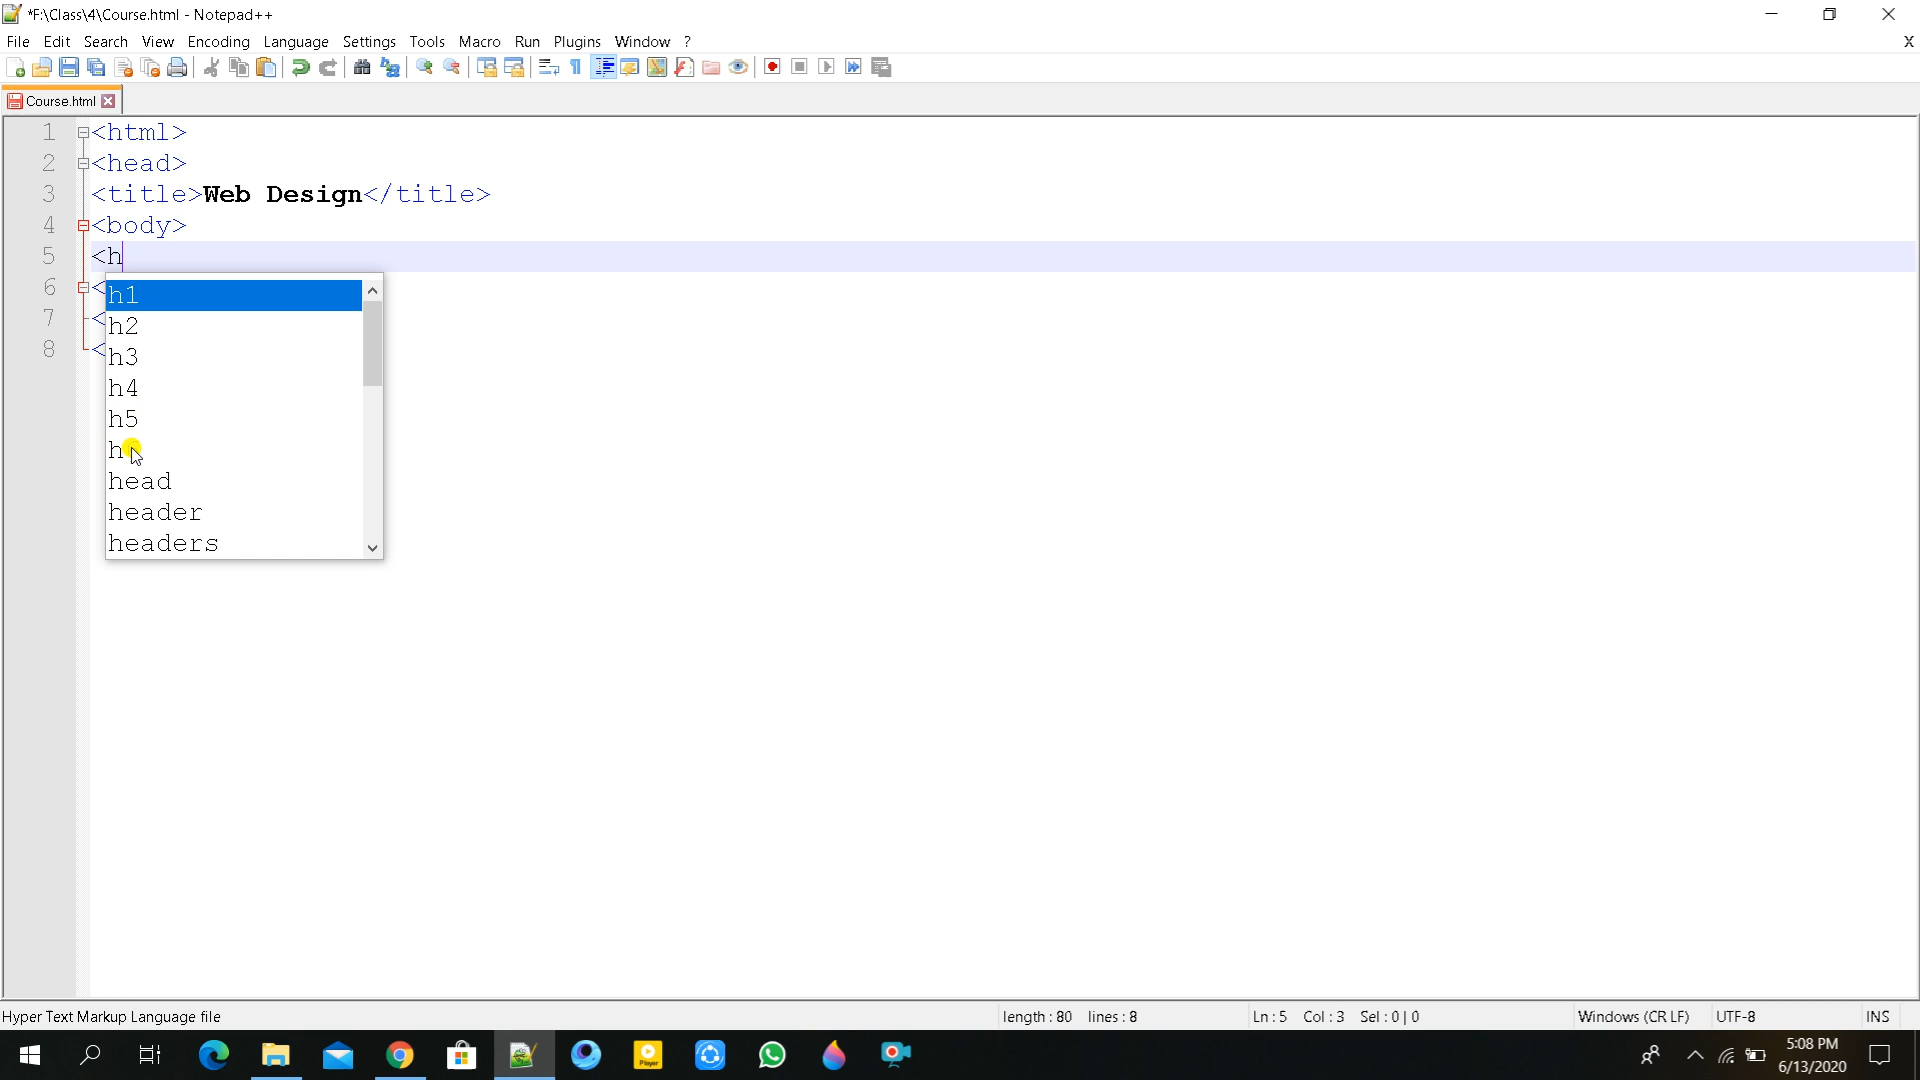 *F:\Class\4\Course.html - Notepad++
File Edit Search View Encoding Language Settings Tools Macro Run Plugins Window ? X
Course.html
1 <html>
2 <head>
3 <title>Web Design</title>
4 <body>
5 <h
6 <
7 <
8 <
h1
h2
h3
h4
h5
head
header
headers
Hyper Text Markup Language file length : 80 lines : 8 Ln : 5 Col : 3 Sel : 0 | 0 Windows (CR LF) UTF-8 INS
Player
5:08 PM
6/13/2020